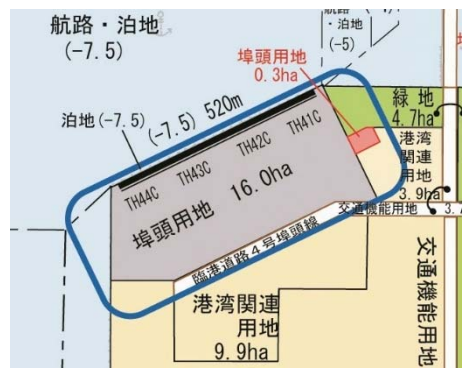 航路・泊地
(-7.5)
・泊地
(-5)
埠頭用地
0.3ha
泊地(-7.5)
(-7.5) 520m
緑地
4.7ha
港湾
関連
用地
3.9ha
TH44C
TH43C
TH42C
TH41C
埠頭用地 16.0ha
交通機能用地 3.7
臨港道路4号埠頭線
港湾関連
用地
9.9ha
交通機能用地